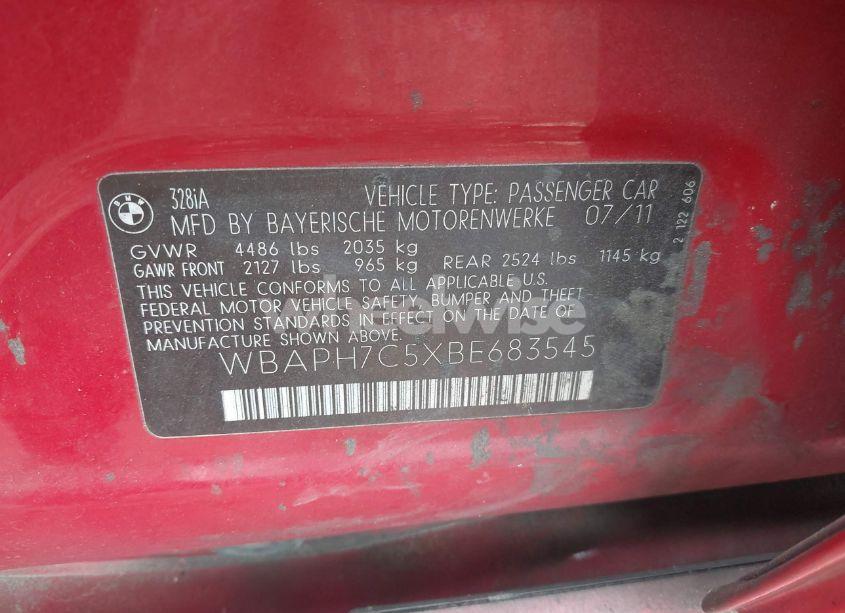 BMW
328iA VEHICLE TYPE: PASSENGER CAR
MFD BY BAYERISCHE MOTORENWERKE 07/11
GVWR 4486 lbs 2035 kg
GAWR FRONT 2127 lbs 965 kg REAR 2524 lbs 1145 kg
THIS VEHICLE CONFORMS TO ALL APPLICABLE U.S.
FEDERAL MOTOR VEHICLE SAFETY, BUMPER AND THEFT
PREVENTION STANDARDS IN EFFECT ON THE DATE OF
MANUFACTURE SHOWN ABOVE.
WBAPH7C5XBE683545
2 122 606
wheelwise